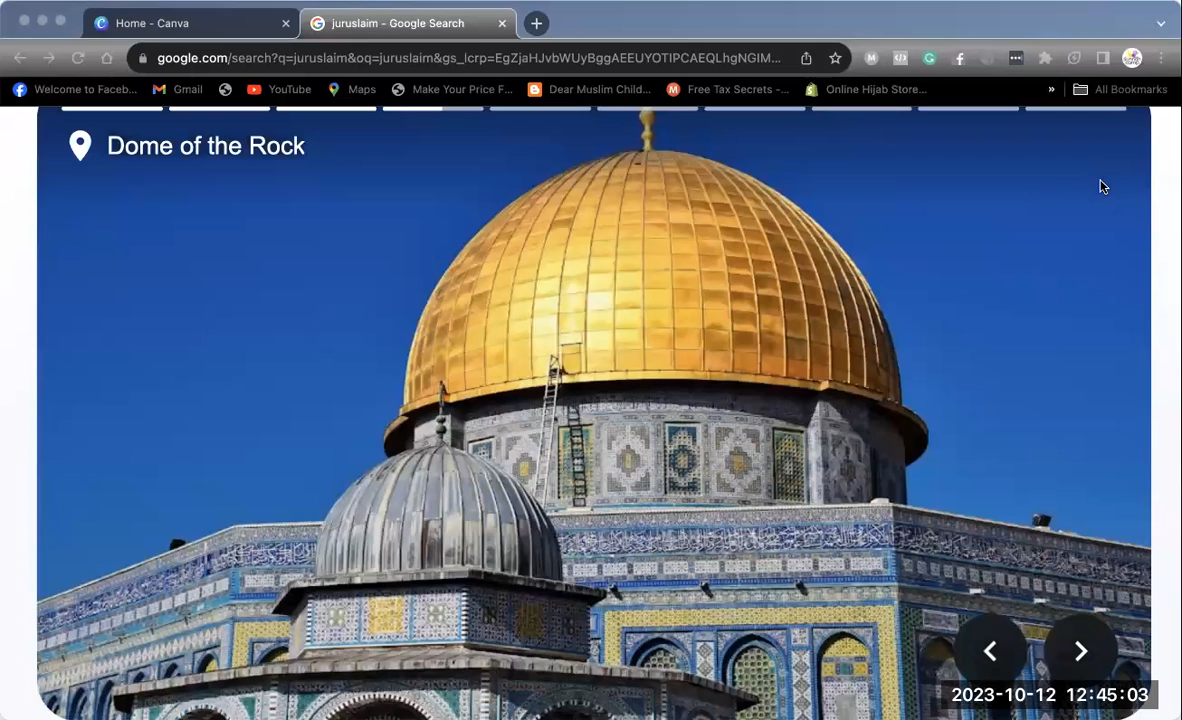 Home - Canva
juruslaim - Google Search
google.com/search?q=juruslaim&oq=juruslaim&gs_lcrp=EgZjaHJvbWUyBggAEEUYOTIPCAEQLhgNGIM...
Welcome to Faceb...
Gmail
YouTube
Maps
Make Your Price F...
Dear Muslim Child...
Free Tax Secrets -...
Online Hijab Store...
»
All Bookmarks
Dome of the Rock
2023-10-12 12:45:03